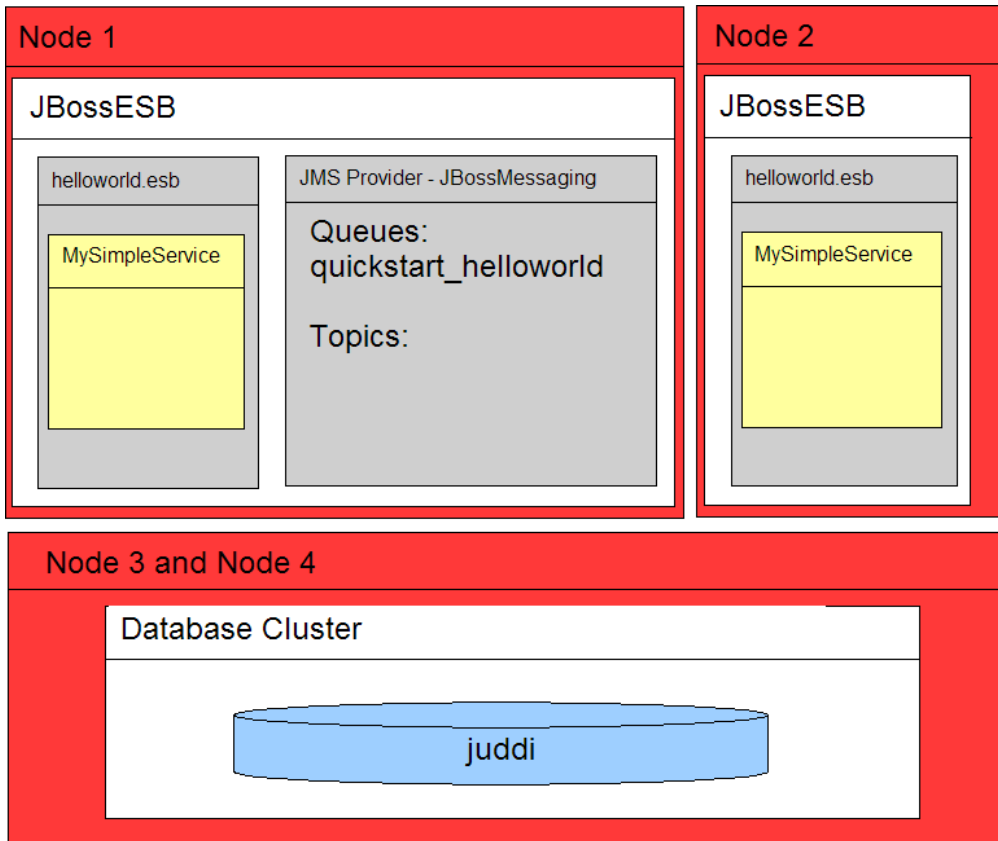 Node 1
JBossESB
helloworld.esb
MySimpleService
JMS Provider - JBossMessaging
Queues:
quickstart_helloworld
Topics:
Node 2
JBossESB
helloworld.esb
MySimpleService
Node 3 and Node 4
Database Cluster
juddi